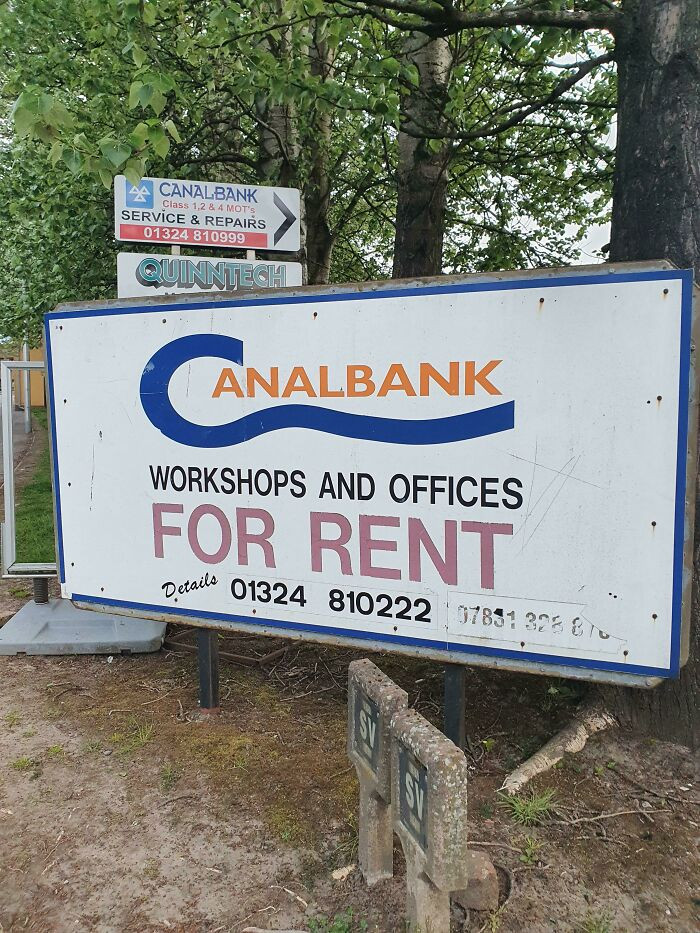 CANALBANK
Class 1,2 & 4 MOT's
SERVICE & REPAIRS
01324 810999
QUINNTECH
CANALBANK
WORKSHOPS AND OFFICES
FOR RENT
Details 01324 810222
SV
SV